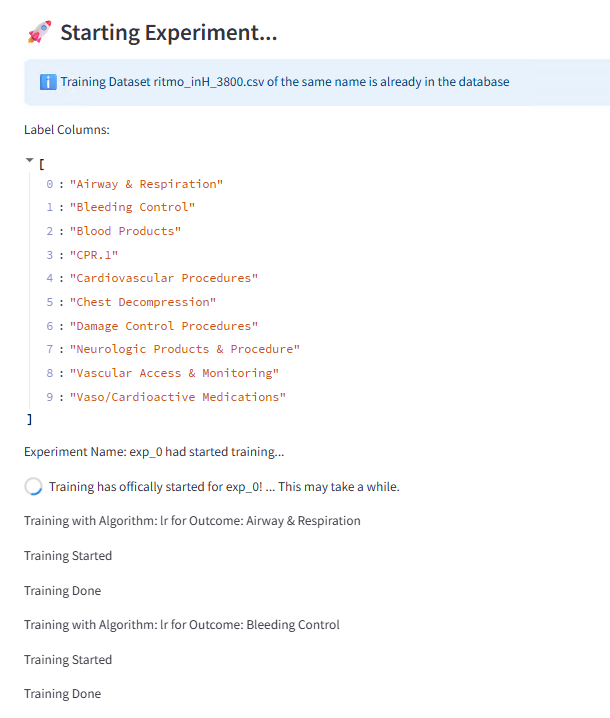 🚀 Starting Experiment...
ℹ️ Training Dataset ritmo_inH_3800.csv of the same name is already in the database
Label Columns:
[
0 : "Airway & Respiration"
1 : "Bleeding Control"
2 : "Blood Products"
3 : "CPR.1"
4 : "Cardiovascular Procedures"
5 : "Chest Decompression"
6 : "Damage Control Procedures"
7 : "Neurologic Products & Procedure"
8 : "Vascular Access & Monitoring"
9 : "Vaso/Cardioactive Medications"
]
Experiment Name: exp_0 had started training...
Training has offically started for exp_0! ... This may take a while.
Training with Algorithm: lr for Outcome: Airway & Respiration
Training Started
Training Done
Training with Algorithm: lr for Outcome: Bleeding Control
Training Started
Training Done